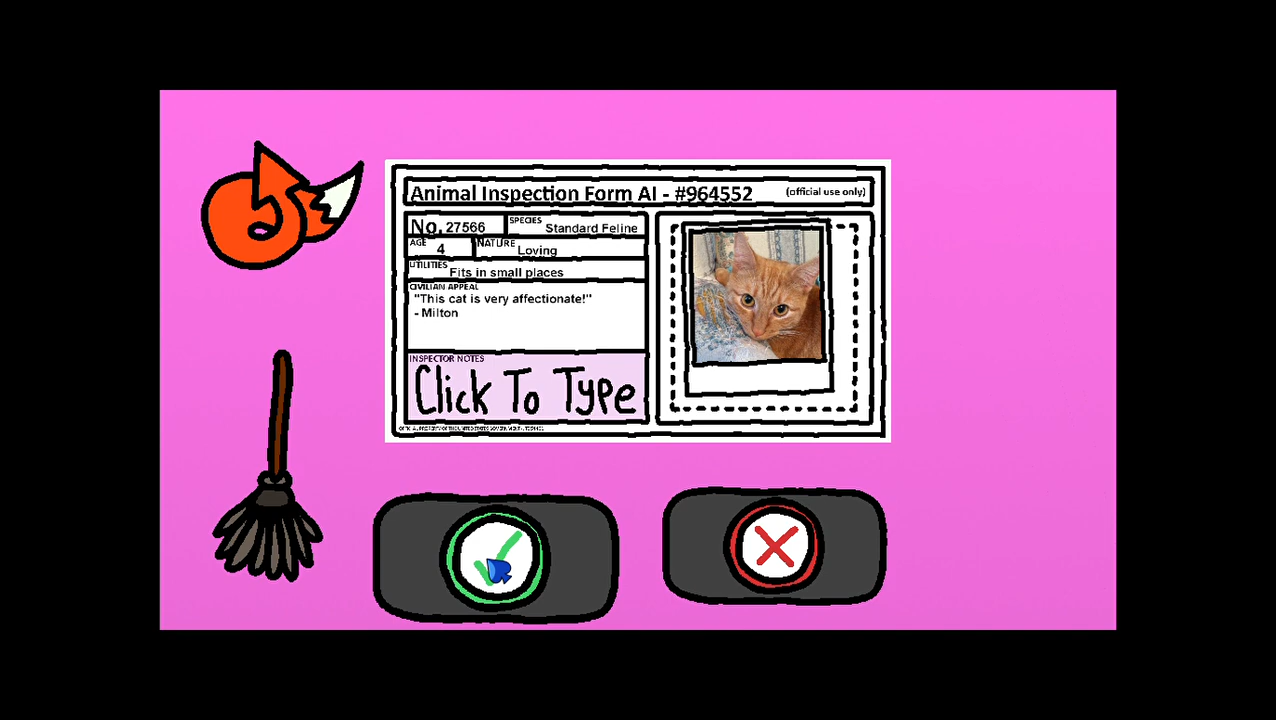 Animal Inspection Form AI - #964552 (official use only)
No. 27566 SPECIES Standard Feline
AGE 4 NATURE Loving
UTILITIES Fits in small places
CIVILIAN APPEAL
"This cat is very affectionate!"
- Milton
INSPECTOR NOTES
Click To Type